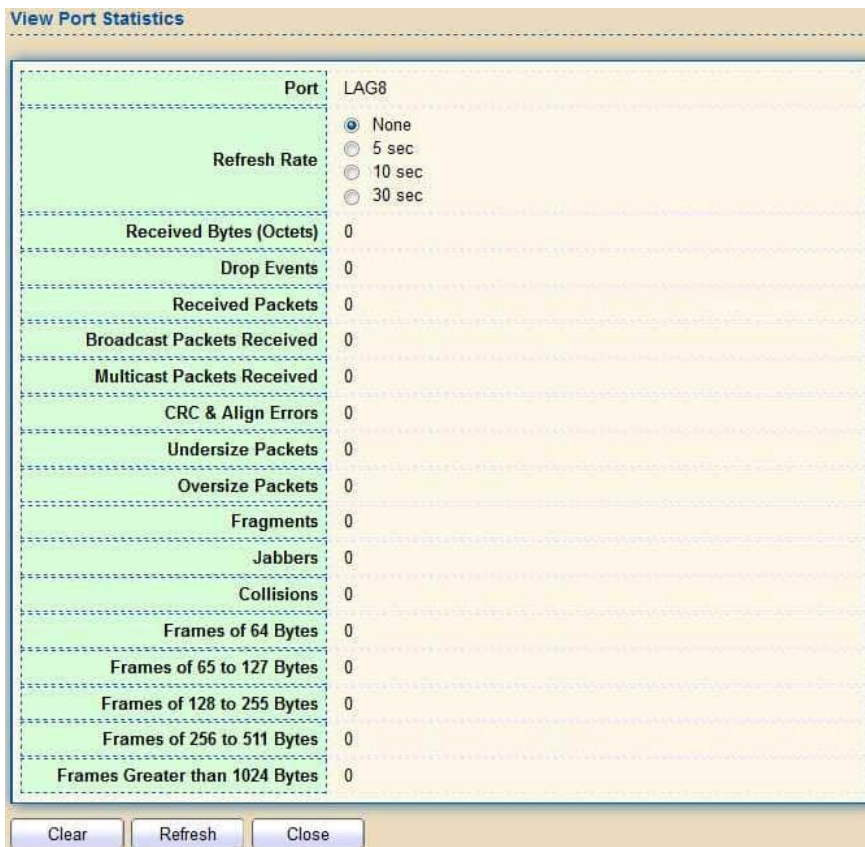 View Port Statistics
Port LAG8
Refresh Rate
None
5 sec
10 sec
30 sec
Received Bytes (Octets) 0
Drop Events 0
Received Packets 0
Broadcast Packets Received 0
Multicast Packets Received 0
CRC & Align Errors 0
Undersize Packets 0
Oversize Packets 0
Fragments 0
Jabbers 0
Collisions 0
Frames of 64 Bytes 0
Frames of 65 to 127 Bytes 0
Frames of 128 to 255 Bytes 0
Frames of 256 to 511 Bytes 0
Frames Greater than 1024 Bytes 0
Clear Refresh Close